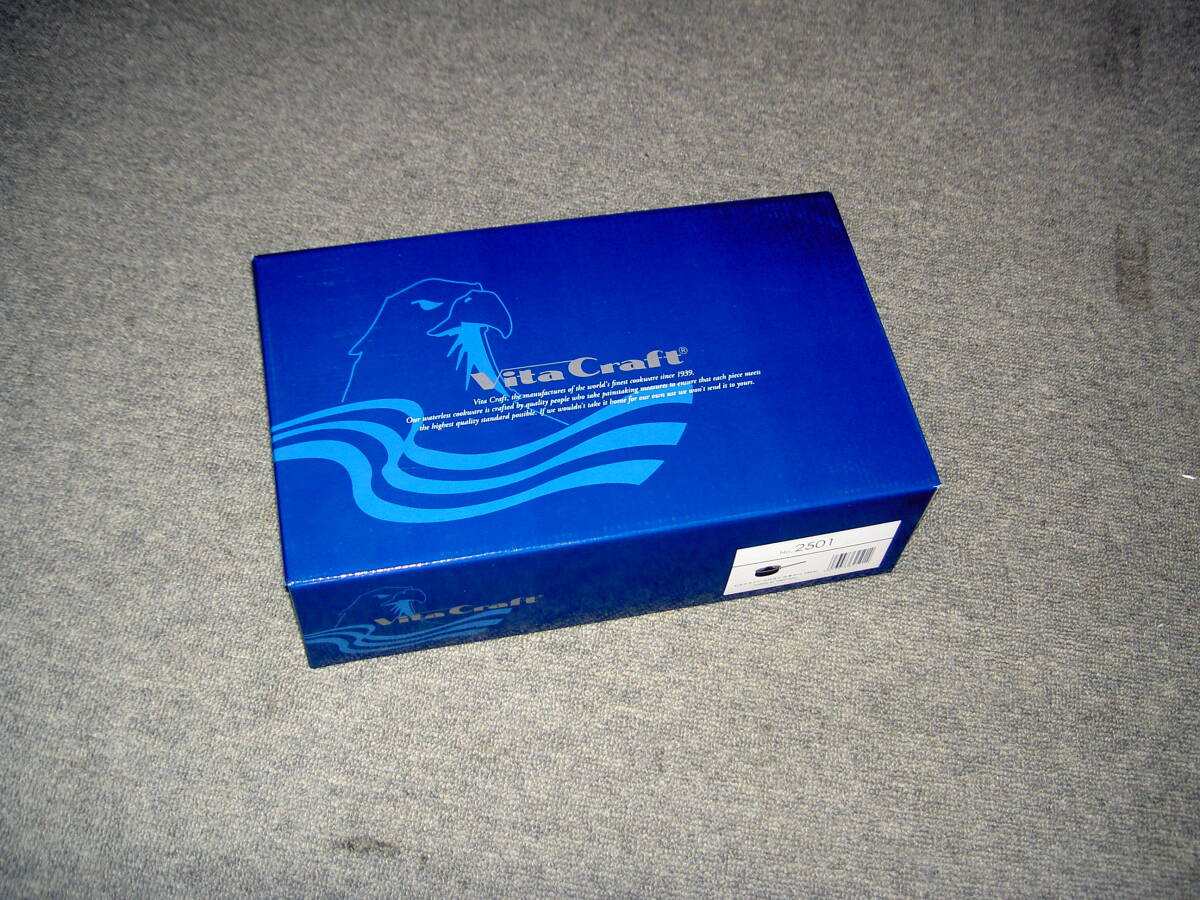 Vita Craft®
Vita Craft, the manufactures of the world's finest cookware since 1939.
Our waterless cookware is crafted by quality people who take painstaking measures to ensure that each piece meets
the highest quality standard possible. If we wouldn't take it home for our own use we won't send it to yours.
No. 2501
Vita Craft®